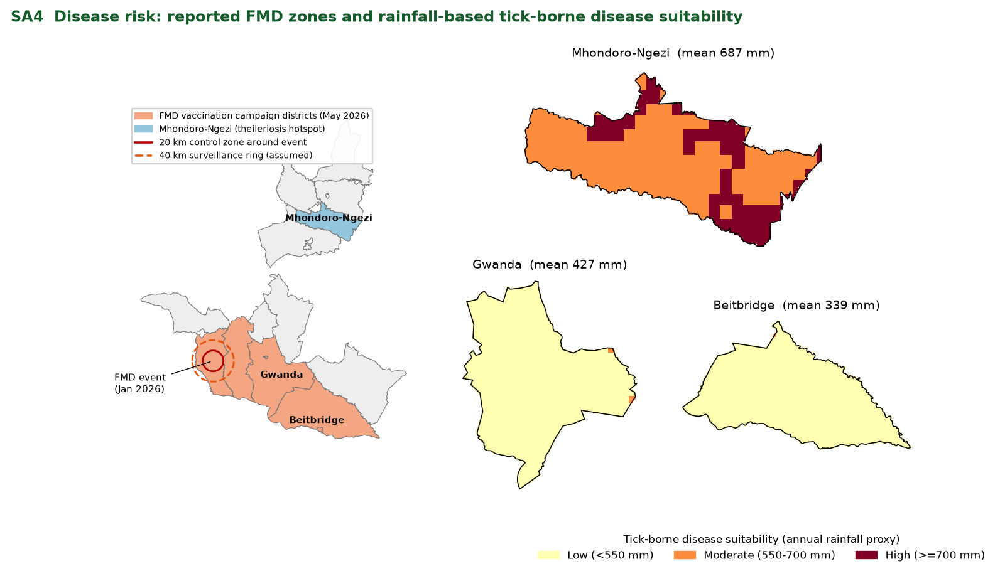 SA4  Disease risk: reported FMD zones and rainfall-based tick-borne disease suitability
FMD vaccination campaign districts (May 2026)
Mhondoro-Ngezi (theileriosis hotspot)
20 km control zone around event
40 km surveillance ring (assumed)
Mhondoro-Ngezi
Gwanda
Beitbridge
FMD event
(Jan 2026)
Mhondoro-Ngezi  (mean 687 mm)
Gwanda  (mean 427 mm)
Beitbridge  (mean 339 mm)
Tick-borne disease suitability (annual rainfall proxy)
Low (<550 mm)
Moderate (550-700 mm)
High (>=700 mm)